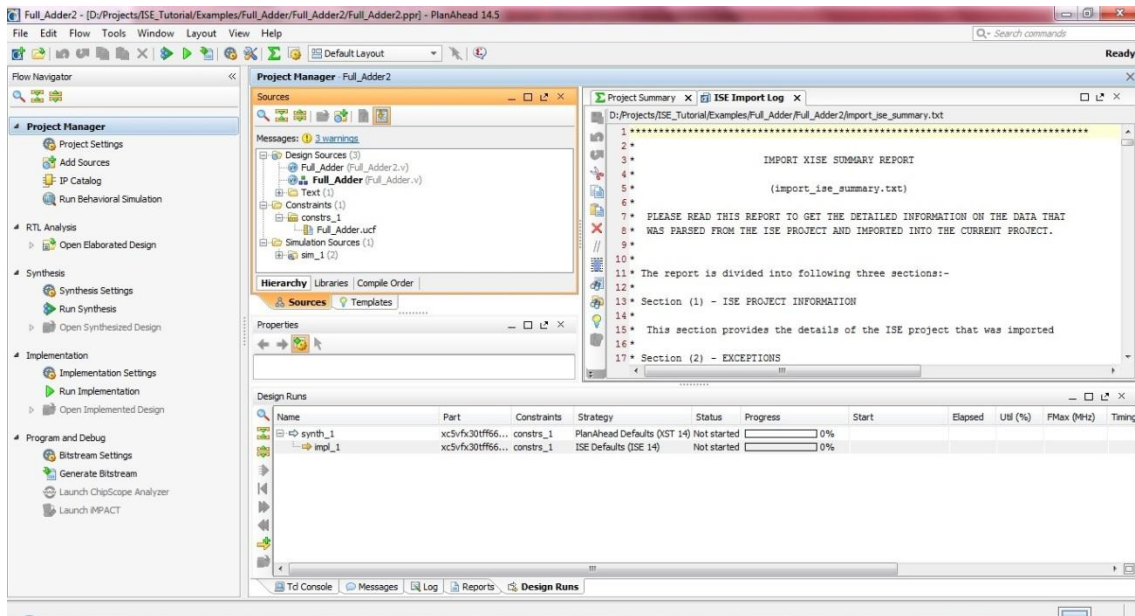 Full_Adder2 - [D:/Projects/ISE_Tutorial/Examples/Full_Adder/Full_Adder2/Full_Adder2.ppr] - PlanAhead 14.5
File Edit Flow Tools Window Layout View Help
Search commands
Default Layout
Ready
Flow Navigator
Project Manager
Project Settings
Add Sources
IP Catalog
Run Behavioral Simulation
RTL Analysis
Open Elaborated Design
Synthesis
Synthesis Settings
Run Synthesis
Open Synthesized Design
Implementation
Implementation Settings
Run Implementation
Open Implemented Design
Program and Debug
Bitstream Settings
Generate Bitstream
Launch ChipScope Analyzer
Launch iMPACT
Project Manager - Full_Adder2
Sources
Messages: 3 warnings
Design Sources (3)
Full_Adder (Full_Adder2.v)
Full_Adder (Full_Adder.v)
Text (1)
Constraints (1)
constrs_1
Full_Adder.ucf
Simulation Sources (1)
sim_1 (2)
Hierarchy Libraries Compile Order
Sources Templates
Properties
Project Summary ISE Import Log
D:/Projects/ISE_Tutorial/Examples/Full_Adder/Full_Adder2/import_ise_summary.txt
1 ****************************************************************************************
2 *
3 * IMPORT XISE SUMMARY REPORT
4 *
5 * (import_ise_summary.txt)
6 *
7 * PLEASE READ THIS REPORT TO GET THE DETAILED INFORMATION ON THE DATA THAT
8 * WAS PARSED FROM THE ISE PROJECT AND IMPORTED INTO THE CURRENT PROJECT.
9 *
10 *
11 * The report is divided into following three sections:-
12 *
13 * Section (1) - ISE PROJECT INFORMATION
14 *
15 * This section provides the details of the ISE project that was imported
16 *
17 * Section (2) - EXCEPTIONS
Design Runs
Name Part Constraints Strategy Status Progress Start Elapsed Util (%) FMax (MHz) Timing
synth_1 xc5vfx30tff66... constrs_1 PlanAhead Defaults (XST 14) Not started 0%
impl_1 xc5vfx30tff66... constrs_1 ISE Defaults (ISE 14) Not started 0%
Tcl Console Messages Log Reports Design Runs